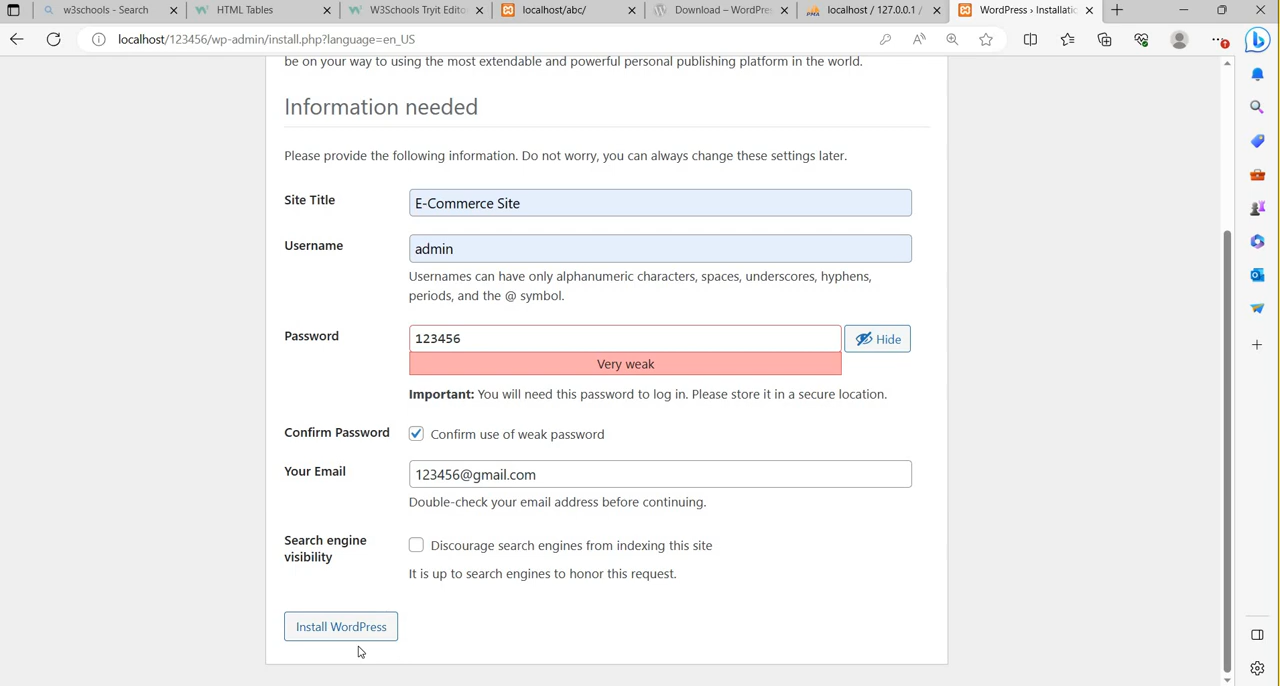 w3schools - Search
HTML Tables
W3Schools Tryit Edito
localhost/abc/
Download – WordPre
localhost / 127.0.0.1 /
WordPress › Installatio
localhost/123456/wp-admin/install.php?language=en_US
be on your way to using the most extendable and powerful personal publishing platform in the world.
Information needed
Please provide the following information. Do not worry, you can always change these settings later.
Site Title
E-Commerce Site
Username
admin
Usernames can have only alphanumeric characters, spaces, underscores, hyphens,
periods, and the @ symbol.
Password
123456
Hide
Very weak
Important: You will need this password to log in. Please store it in a secure location.
Confirm Password
Confirm use of weak password
Your Email
123456@gmail.com
Double-check your email address before continuing.
Search engine
visibility
Discourage search engines from indexing this site
It is up to search engines to honor this request.
Install WordPress